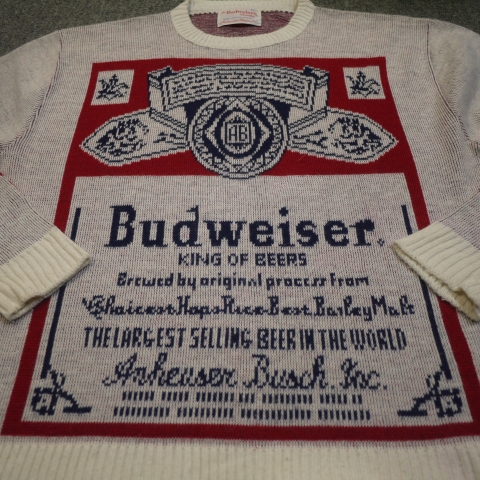 AB
Budweiser.
KING OF BEERS
Brewed by original process from
Choicest Hops Rice Best Barley Malt
THE LARGEST SELLING BEER IN THE WORLD
Anheuser Busch, Inc.